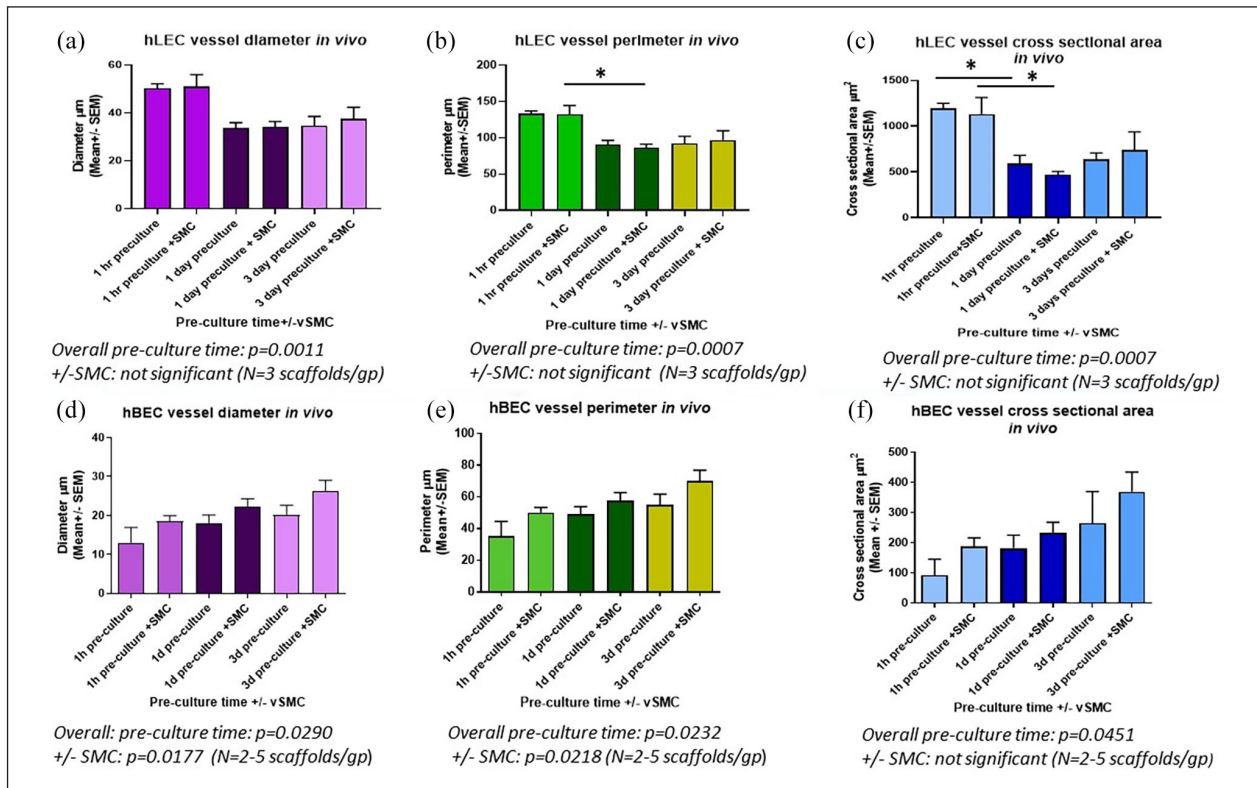 (a)
hLEC vessel diameter in vivo
Diameter µm
(Mean+/- SEM)
60
40
20
0
1 hr preculture
1 hr preculture +SMC
1 day preculture
1 day preculture + SMC
3 day preculture
3 day preculture +SMC
Pre-culture time+/-vSMC
Overall pre-culture time: p=0.0011
+/-SMC: not significant (N=3 scaffolds/gp)
(b)
hLEC vessel perimeter in vivo
perimeter µm
(Mean+/-SEM)
200
150
100
50
0
*
1 hr preculture
1 hr preculture +SMC
1 day preculture
1 day preculture +SMC
3 day preculture
3 day preculture + SMC
Pre-culture time +/- vSMC
Overall pre-culture time: p=0.0007
+/-SMC: not significant (N=3 scaffolds/gp)
(c)
hLEC vessel cross sectional area
in vivo
Cross sectional area µm²
(Mean+/-SEM)
1500
1000
500
0
*
*
1hr preculture
1hr preculture+SMC
1 day preculture
1 day preculture + SMC
3 days preculture
3 days preculture + SMC
Pre-culture time +/- vSMC
Overall pre-culture time: p=0.0007
+/- SMC: not significant (N=3 scaffolds/gp)
(d)
hBEC vessel diameter in vivo
Diameter µm
(Mean+/- SEM)
40
30
20
10
0
1h pre-culture
1h pre-culture +SMC
1d pre-culture
1d pre-culture +SMC
3d pre-culture
3d pre-culture +SMC
Pre-culture time +/- vSMC
Overall: pre-culture time: p=0.0290
+/- SMC: p=0.0177 (N=2-5 scaffolds/gp)
(e)
hBEC vessel perimeter in vivo
Perimeter µm
(Mean+/-SEM)
100
80
60
40
20
0
1h pre-culture
1h pre-culture +SMC
1d pre-culture
1d pre-culture +SMC
3d pre-culture
3d pre-culture +SMC
Pre-culture time +/- vSMC
Overall pre-culture time: p=0.0232
+/- SMC: p=0.0218 (N=2-5 scaffolds/gp)
(f)
hBEC vessel cross sectional area
in vivo
Cross sectional area µm²
(Mean +/- SEM)
500
400
300
200
100
0
1h pre-culture
1h pre-culture +SMC
1d pre-culture
1d pre-culture +SMC
3d pre-culture
3d pre-culture +SMC
Pre-culture time +/- vSMC
Overall pre-culture time: p=0.0451
+/- SMC: not significant (N=2-5 scaffolds/gp)